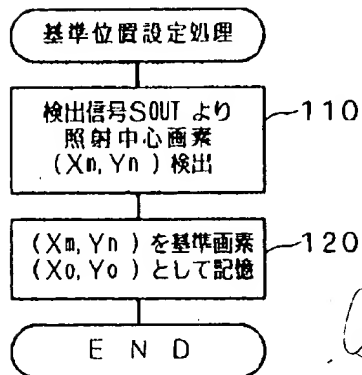 基準位置設定処理
検出信号SOUT より
照射中心画素
(Xm, Yn) 検出
110
(Xm, Yn) を基準画素
(Xo, Yo) として記憶
120
E N D